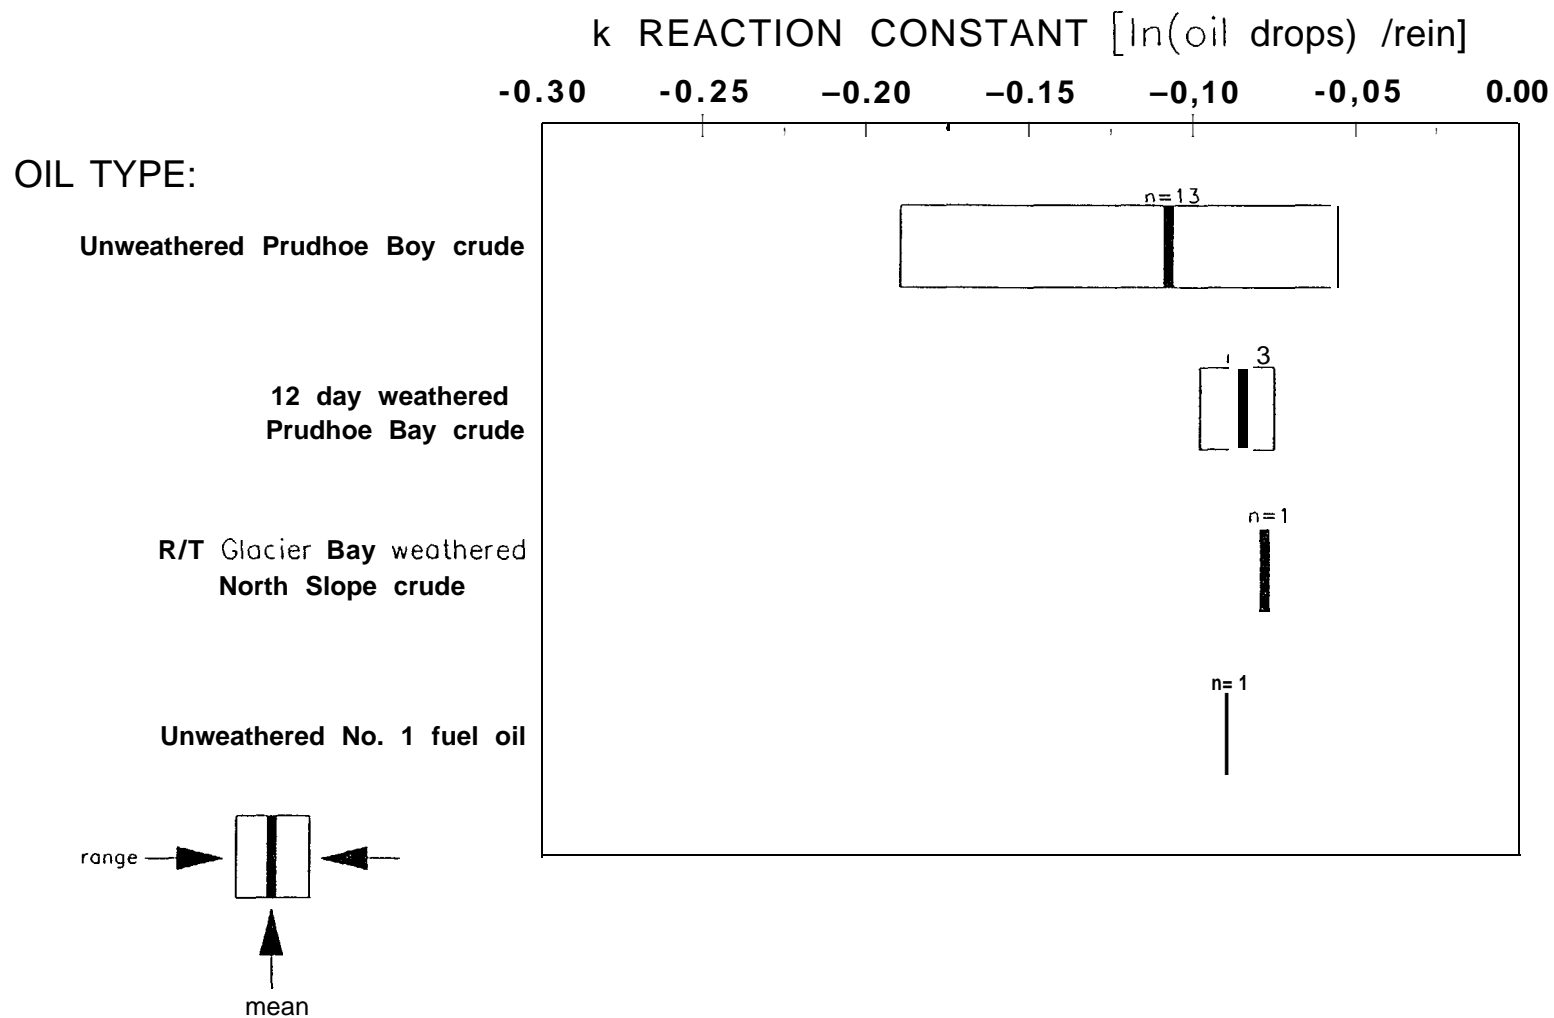 k REACTION CONSTANT [ln(oil drops) /rein]
-0.30 -0.25 –0.20 –0.15 –0,10 -0,05 0.00
OIL TYPE:
n=13
Unweathered Prudhoe Boy crude
3
12 day weathered
Prudhoe Bay crude
n=1
R/T Glacier Bay weathered
North Slope crude
n= 1
Unweathered No. 1 fuel oil
range
mean